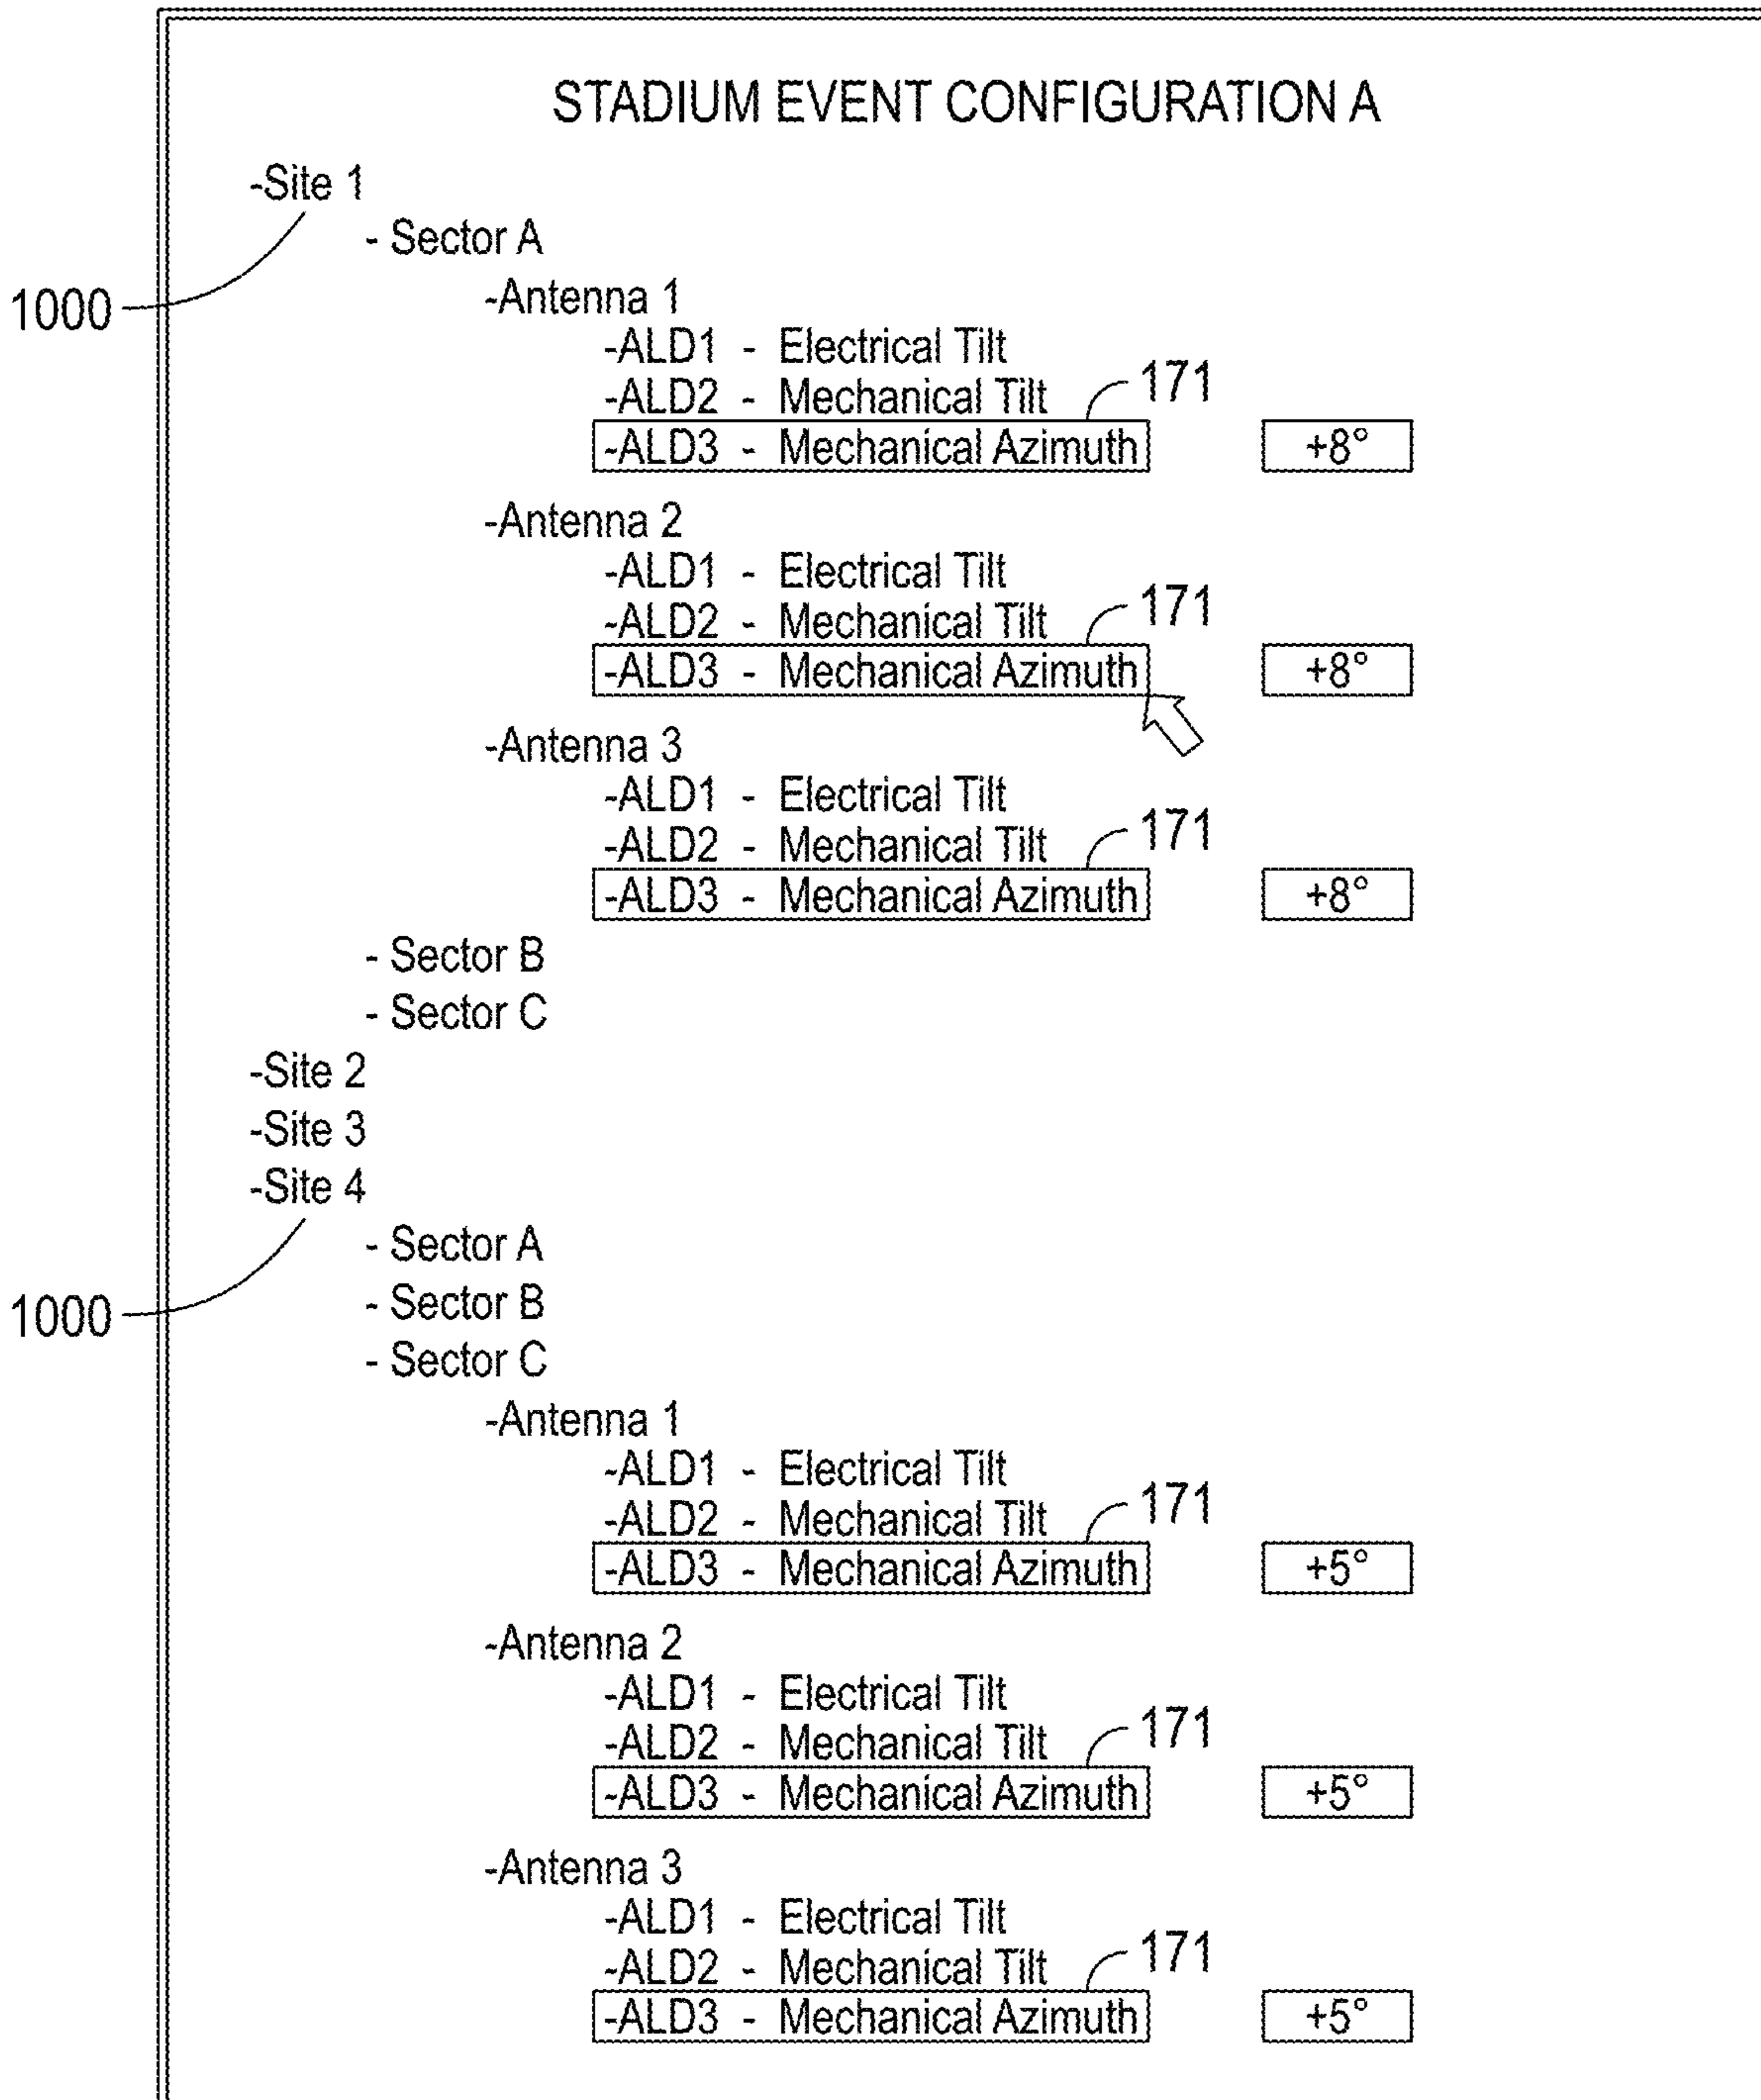 STADIUM EVENT CONFIGURATION A
-Site 1
- Sector A
1000
-Antenna 1
-ALD1 - Electrical Tilt
-ALD2 - Mechanical Tilt 171
-ALD3 - Mechanical Azimuth +8°
-Antenna 2
-ALD1 - Electrical Tilt
-ALD2 - Mechanical Tilt 171
-ALD3 - Mechanical Azimuth +8°
-Antenna 3
-ALD1 - Electrical Tilt
-ALD2 - Mechanical Tilt 171
-ALD3 - Mechanical Azimuth +8°
- Sector B
- Sector C
-Site 2
-Site 3
-Site 4
- Sector A
1000 - Sector B
- Sector C
-Antenna 1
-ALD1 - Electrical Tilt
-ALD2 - Mechanical Tilt 171
-ALD3 - Mechanical Azimuth +5°
-Antenna 2
-ALD1 - Electrical Tilt
-ALD2 - Mechanical Tilt 171
-ALD3 - Mechanical Azimuth +5°
-Antenna 3
-ALD1 - Electrical Tilt
-ALD2 - Mechanical Tilt 171
-ALD3 - Mechanical Azimuth +5°